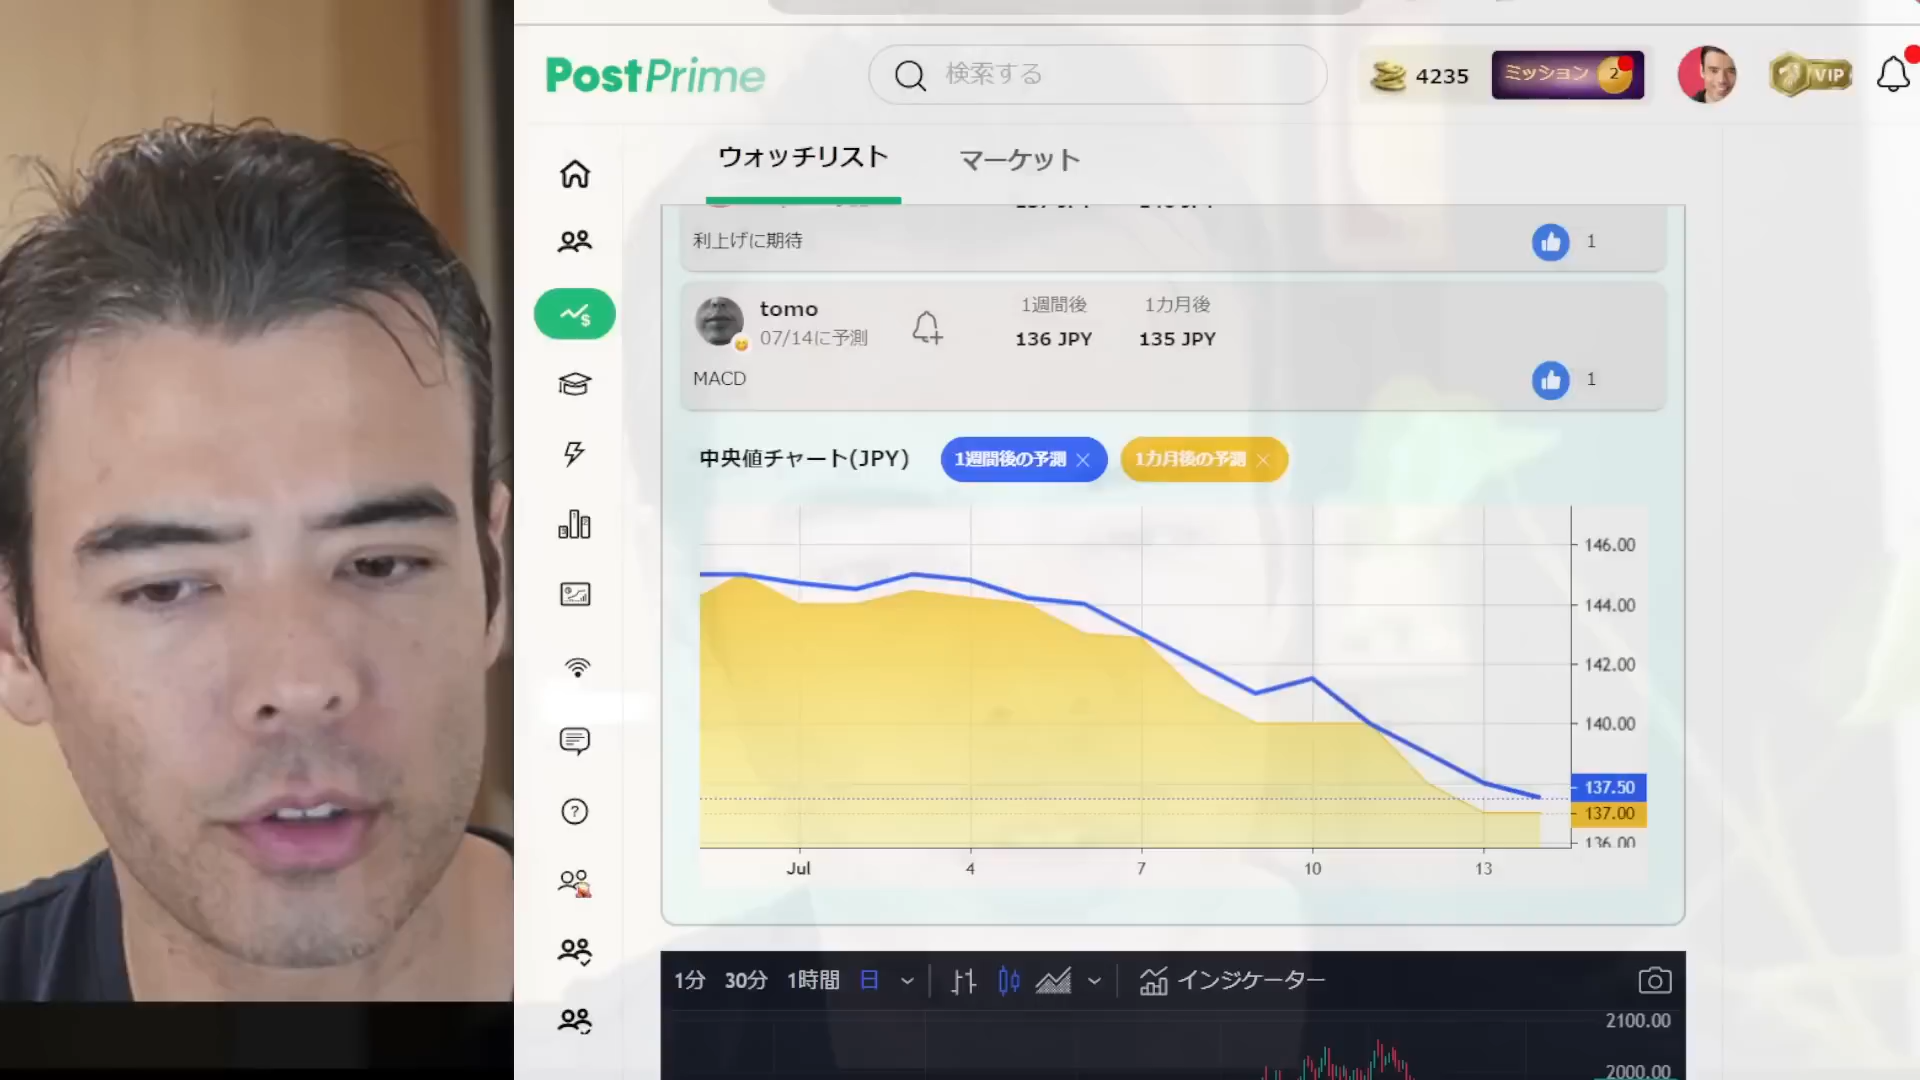 PostPrime
検索する
4235
ミッション 2
VIP
ウォッチリスト
マーケット
利上げに期待
1
tomo
07/14に予測
1週間後
1カ月後
136 JPY
135 JPY
MACD
1
中央値チャート(JPY)
1週間後の予測 ×
1カ月後の予測 ×
146.00
144.00
142.00
140.00
137.50
137.00
136.00
Jul
4
7
10
13
1分
30分
1時間
日
インジケーター
2100.00
2000.00